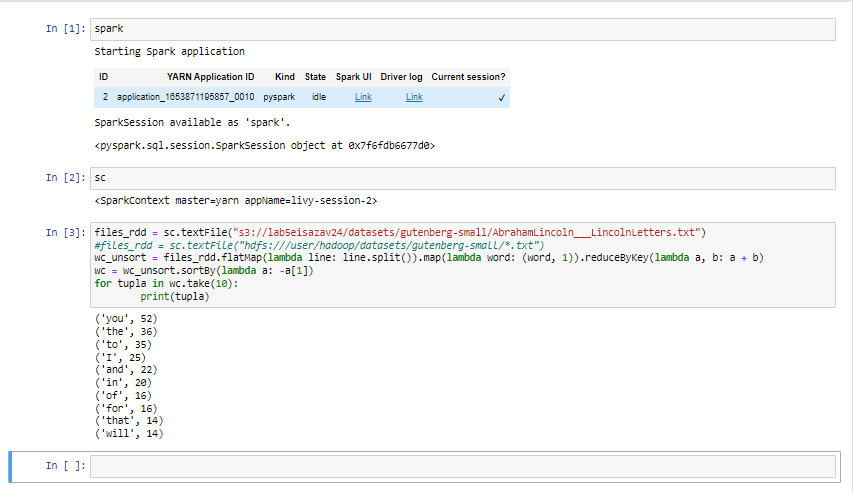 In [1]: spark
Starting Spark application
ID YARN Application ID Kind State Spark UI Driver log Current session?
2 application_1653871195857_0010 pyspark idle Link Link ✓
SparkSession available as 'spark'.
<pyspark.sql.session.SparkSession object at 0x7f6fdb6677d0>
In [2]: sc
<SparkContext master=yarn appName=livy-session-2>
In [3]: files_rdd = sc.textFile("s3://lab5eisazav24/datasets/gutenberg-small/AbrahamLincoln___LincolnLetters.txt")
#files_rdd = sc.textFile("hdfs:///user/hadoop/datasets/gutenberg-small/*.txt")
wc_unsort = files_rdd.flatMap(lambda line: line.split()).map(lambda word: (word, 1)).reduceByKey(lambda a, b: a + b)
wc = wc_unsort.sortBy(lambda a: -a[1])
for tupla in wc.take(10):
print(tupla)
('you', 52)
('the', 36)
('to', 35)
('I', 25)
('and', 22)
('in', 20)
('of', 16)
('for', 16)
('that', 14)
('will', 14)
In [ ]: